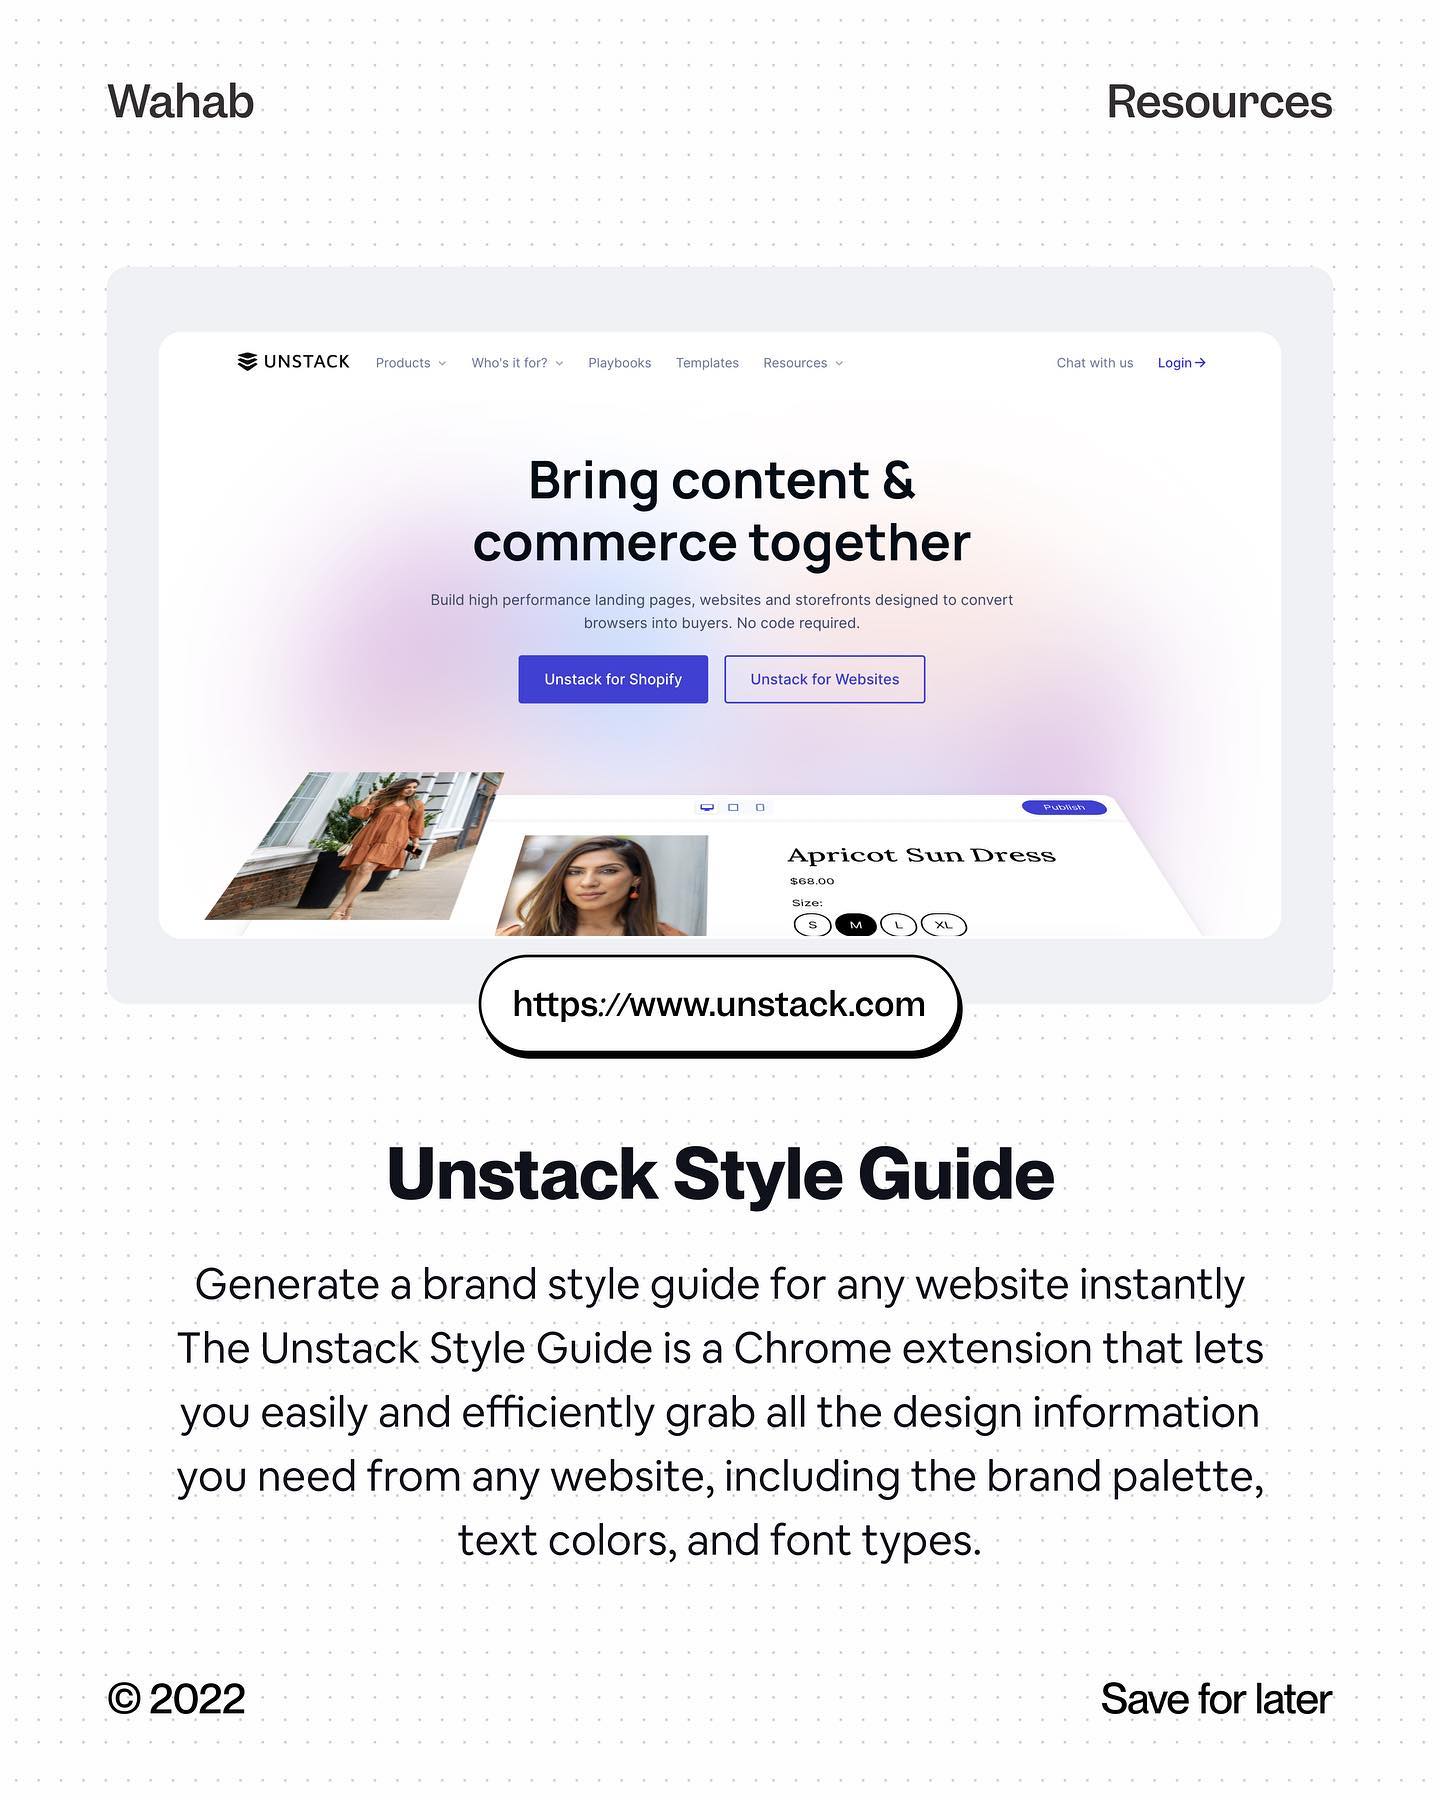 Wahab
Resources
UNSTACK Products Who's it for? Playbooks Templates Resources Chat with us Login
Bring content &
commerce together
Build high performance landing pages, websites and storefronts designed to convert
browsers into buyers. No code required.
Unstack for Shopify
Unstack for Websites
Publish
Apricot Sun Dress
$68.00
Size:
S M L XL
https://www.unstack.com
Unstack Style Guide
Generate a brand style guide for any website instantly
The Unstack Style Guide is a Chrome extension that lets
you easily and efficiently grab all the design information
you need from any website, including the brand palette,
text colors, and font types.
© 2022
Save for later